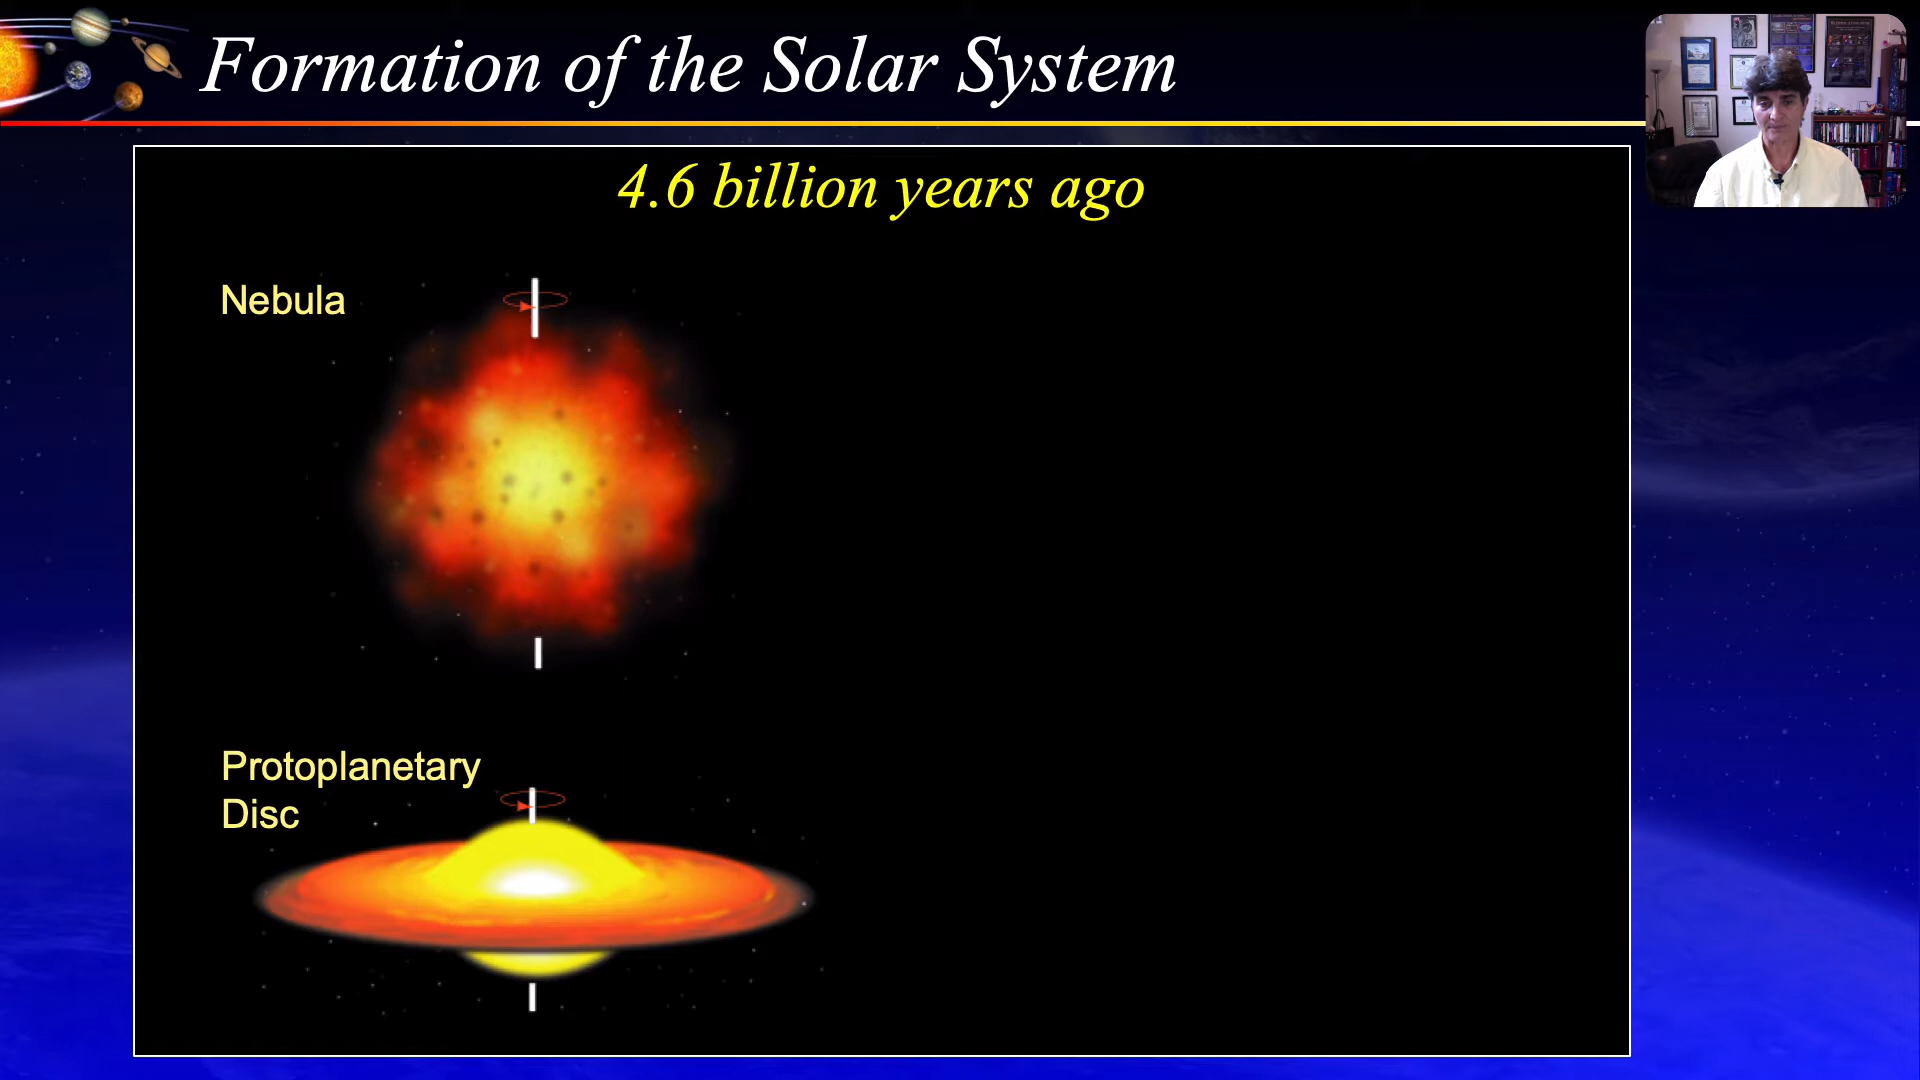 Formation of the Solar System
4.6 billion years ago
Nebula
Protoplanetary
Disc